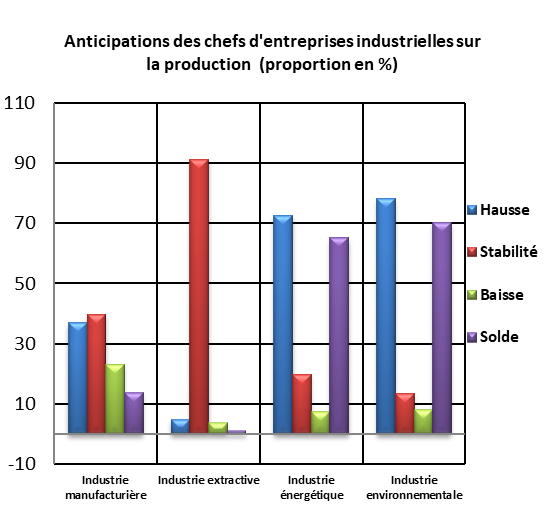 Anticipations des chefs d'entreprises industrielles sur
la production (proportion en %)
110
90
70
50
30
10
-10
Hausse
Stabilité
Baisse
Solde
Industrie
manufacturière
Industrie extractive
Industrie
énergétique
Industrie
environnementale